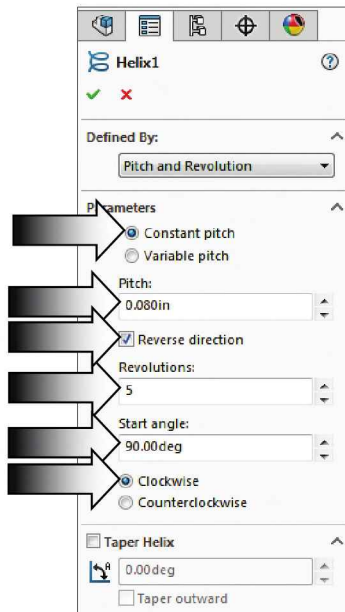 Helix1
Defined By:
Pitch and Revolution
Parameters
Constant pitch
Variable pitch
Pitch:
0.080in
Reverse direction
Revolutions:
5
Start angle:
90.00deg
Clockwise
Counterclockwise
Taper Helix
0.00deg
Taper outward